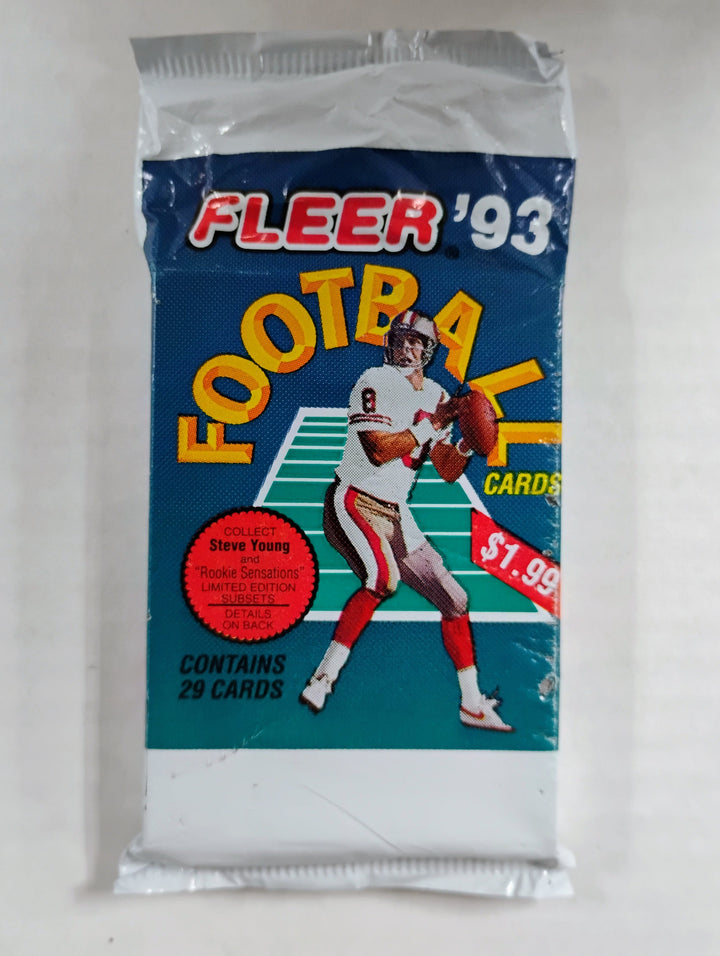 FLEER® '93
FOOTBALL
CARDS
$1.99
COLLECT
Steve Young
and
"Rookie Sensations"
LIMITED EDITION
SUBSETS
DETAILS
ON BACK
CONTAINS
29 CARDS
8